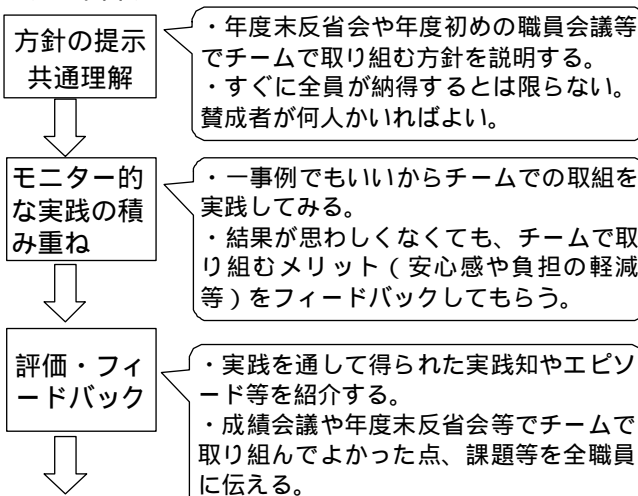 方針の提示
共通理解
・年度末反省会や年度初めの職員会議等
でチームで取り組む方針を説明する。
・すぐに全員が納得するとは限らない。
賛成者が何人かいればよい。
モニター的
な実践の積
み重ね
・一事例でもいいからチームでの取組を
実践してみる。
・結果が思わしくなくても、チームで取
り組むメリット(安心感や負担の軽減
等)をフィードバックしてもらう。
評価・フィ
ードバック
・実践を通して得られた実践知やエピソ
ード等を紹介する。
・成績会議や年度末反省会等でチームで
取り組んでよかった点、課題等を全職員
に伝える。